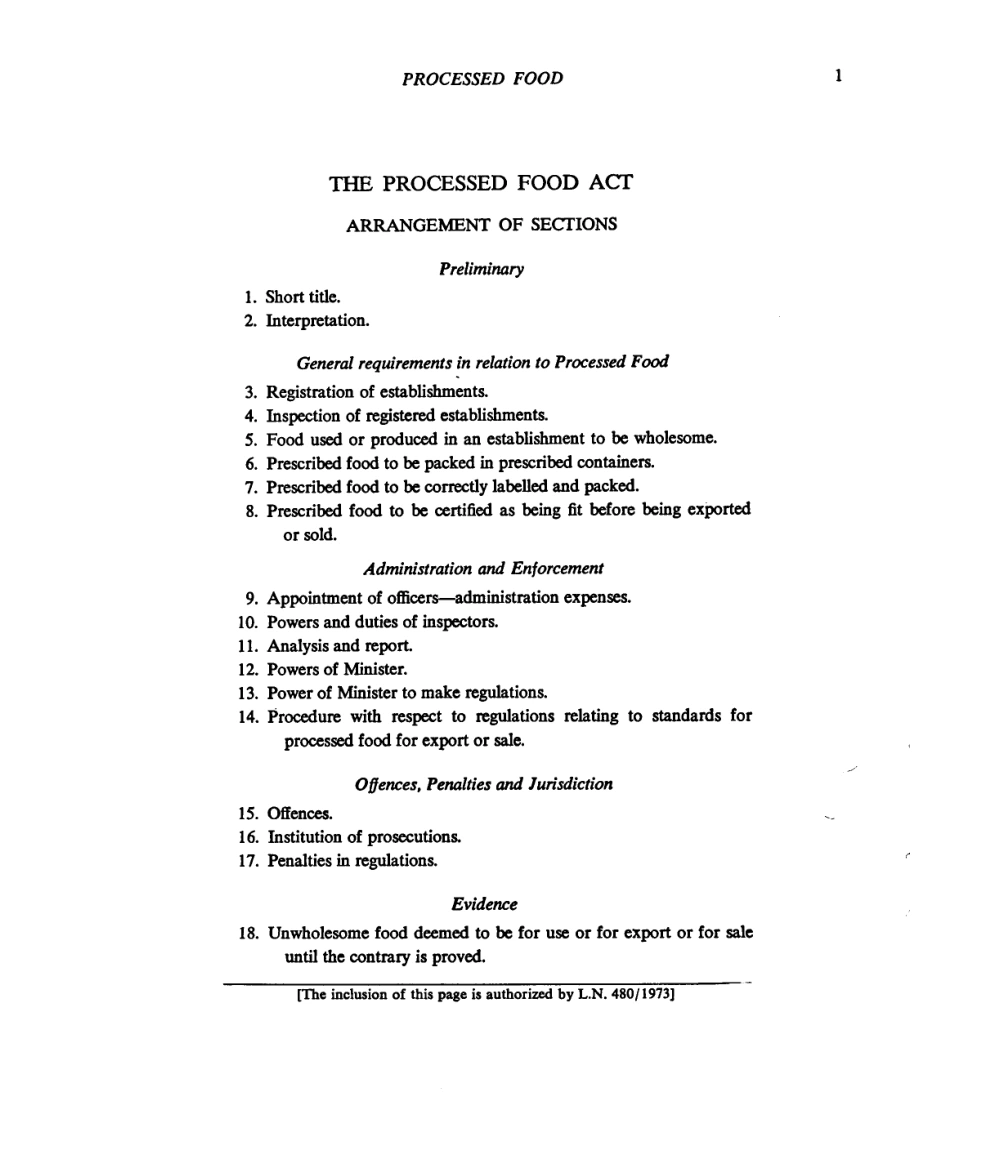 PROCESSED FOOD 1
THE PROCESSED FOOD ACT
ARRANGEMENT OF SECTIONS
Preliminary
1. Short title.
2. Interpretation.
General requirements in relation to Processed Food
3. Registration of establishments.
4. Inspection of registered establishments.
5. Food used or produced in an establishment to be wholesome.
6. Prescribed food to be packed in prescribed containers.
7. Prescribed food to be correctly labelled and packed.
8. Prescribed food to be certified as being fit before being exported
or sold.
Administration and Enforcement
9. Appointment of officers—administration expenses.
10. Powers and duties of inspectors.
11. Analysis and report.
12. Powers of Minister.
13. Power of Minister to make regulations.
14. Procedure with respect to regulations relating to standards for
processed food for export or sale.
Offences, Penalties and Jurisdiction
15. Offences.
16. Institution of prosecutions.
17. Penalties in regulations.
Evidence
18. Unwholesome food deemed to be for use or for export or for sale
until the contrary is proved.
[The inclusion of this page is authorized by L.N. 480/1973]